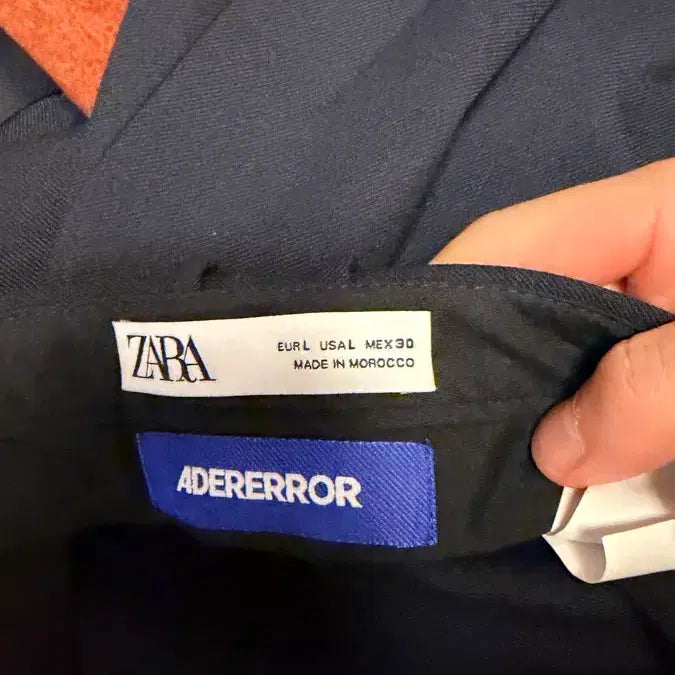 ZARA
EUR L USA L MEX 30
MADE IN MOROCCO
ADERERROR